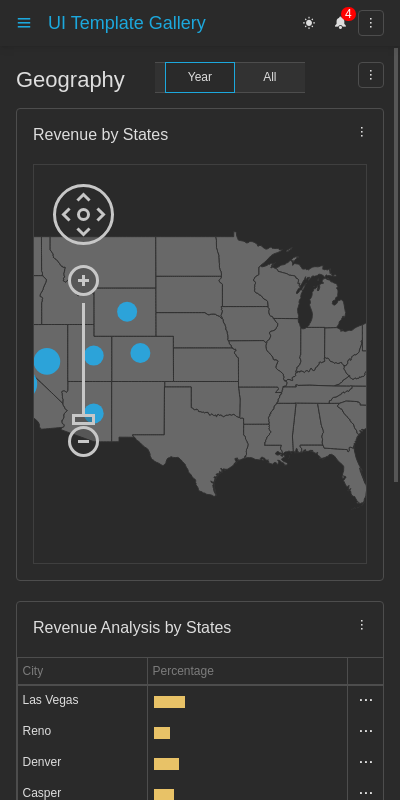 UI Template Gallery
4
Geography
Year
All
Revenue by States
Revenue Analysis by States
City
Percentage
Las Vegas
Reno
Denver
Casper